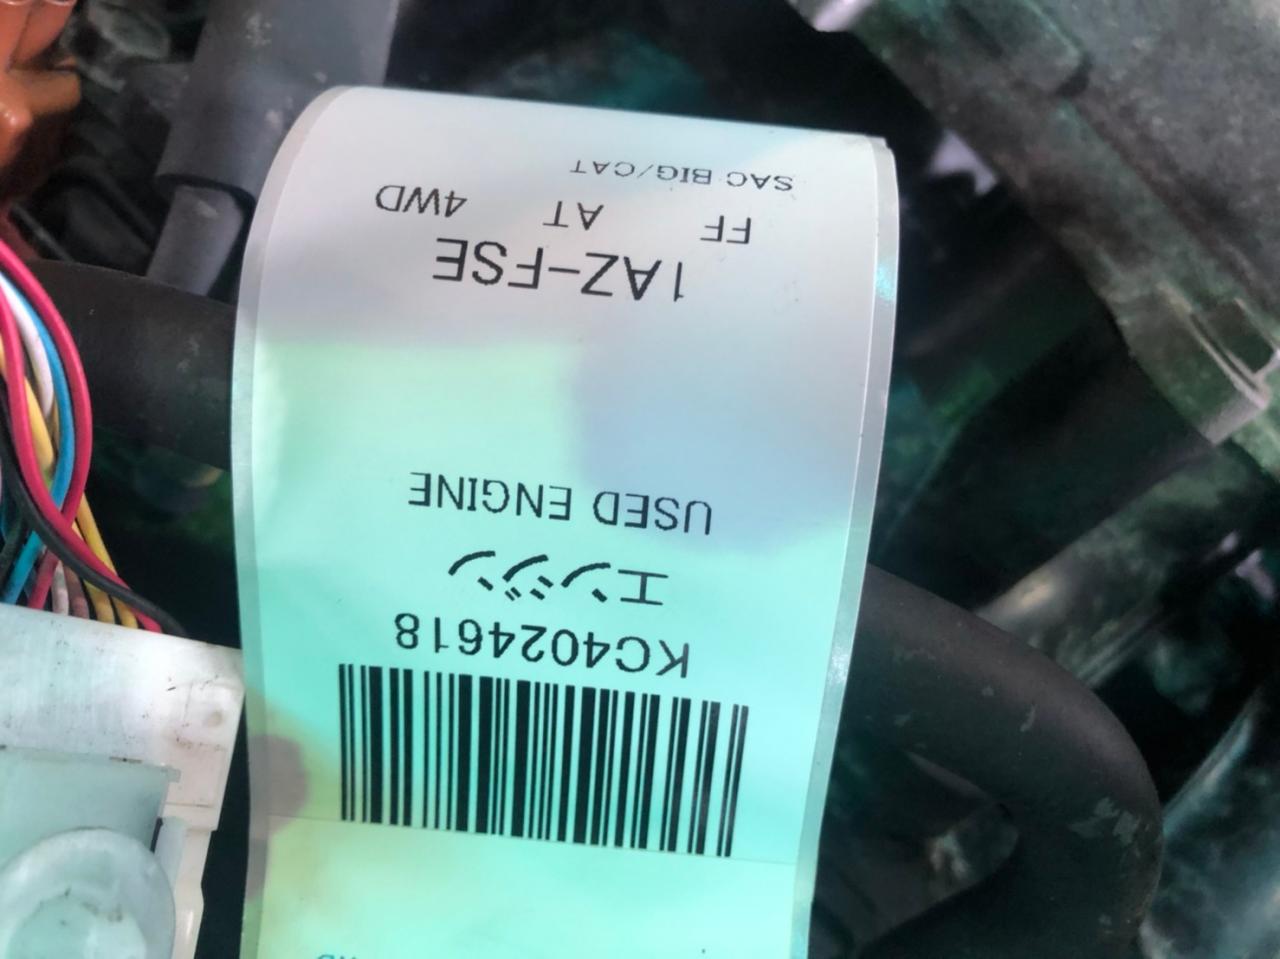 KC4024618
エンジン
USED ENGINE
1AZ-FSE
FF AT 4WD
SAC BIG/CAT